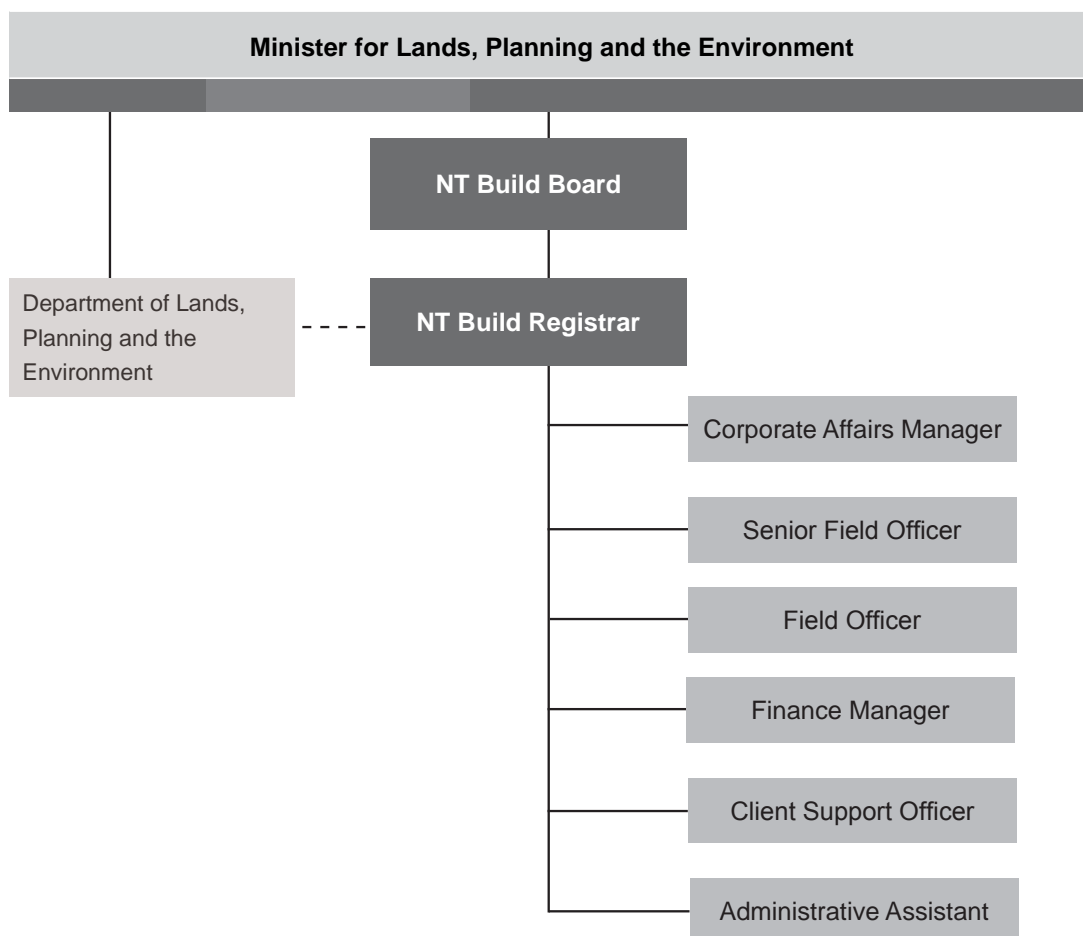 Minister for Lands, Planning and the Environment
NT Build Board
Department of Lands,
Planning and the
Environment
NT Build Registrar
Corporate Affairs Manager
Senior Field Officer
Field Officer
Finance Manager
Client Support Officer
Administrative Assistant